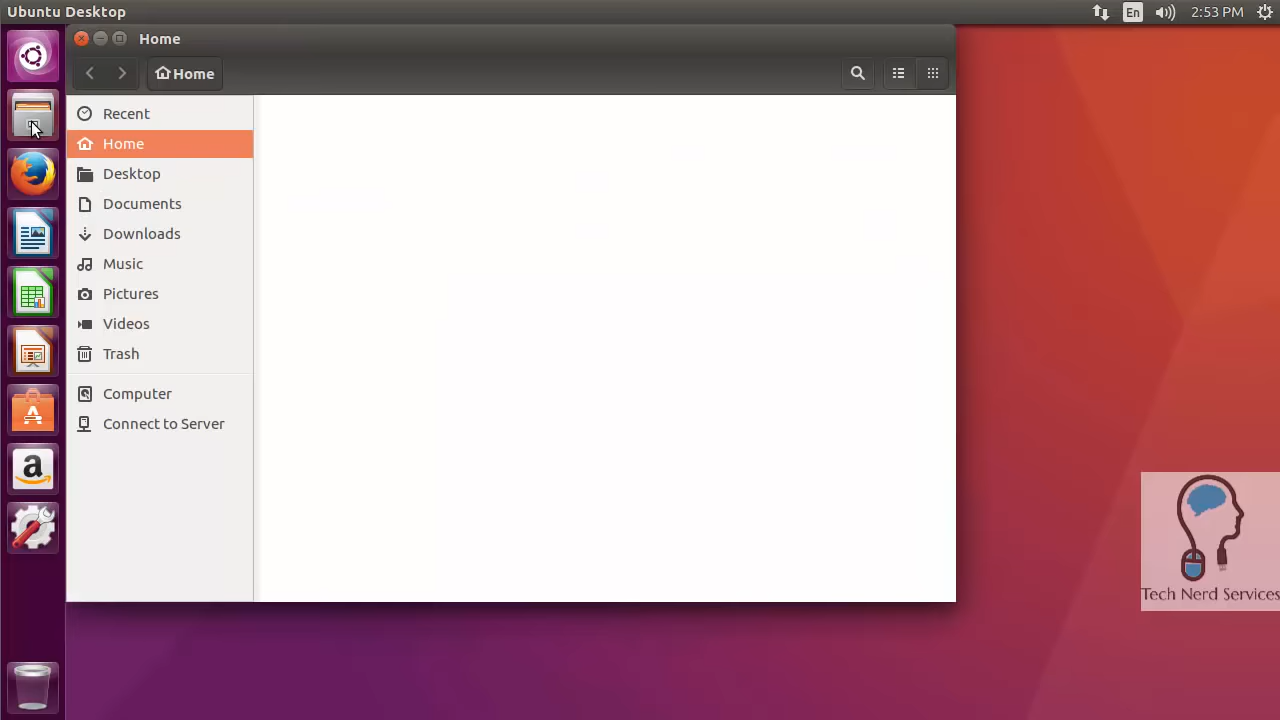 Ubuntu Desktop
En
2:53 PM
Home
Home
Recent
Home
Desktop
Documents
Downloads
Music
Pictures
Videos
Trash
Computer
Connect to Server
A
a
Tech Nerd Services